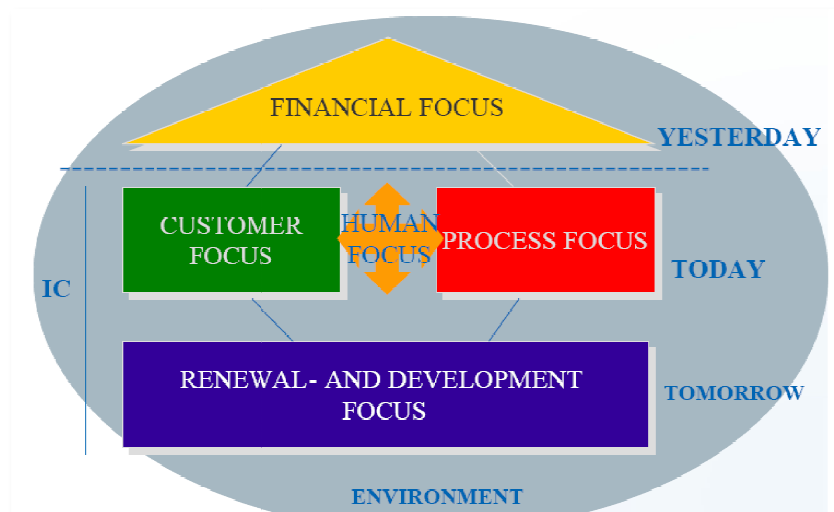 FINANCIAL FOCUS
YESTERDAY
CUSTOMER
FOCUS
HUMAN
FOCUS
PROCESS FOCUS
TODAY
IC
RENEWAL- AND DEVELOPMENT
FOCUS
TOMORROW
ENVIRONMENT